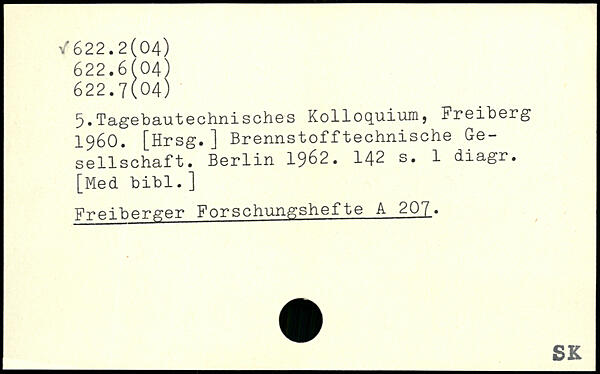 ✓622.2(04)
622.6(04)
622.7(04)
5.Tagebautechnisches Kolloquium, Freiberg
1960. [Hrsg.] Brennstofftechnische Ge-
sellschaft. Berlin 1962. 142 s. 1 diagr.
[Med bibl.]
Freiberger Forschungshefte A 207.
SK